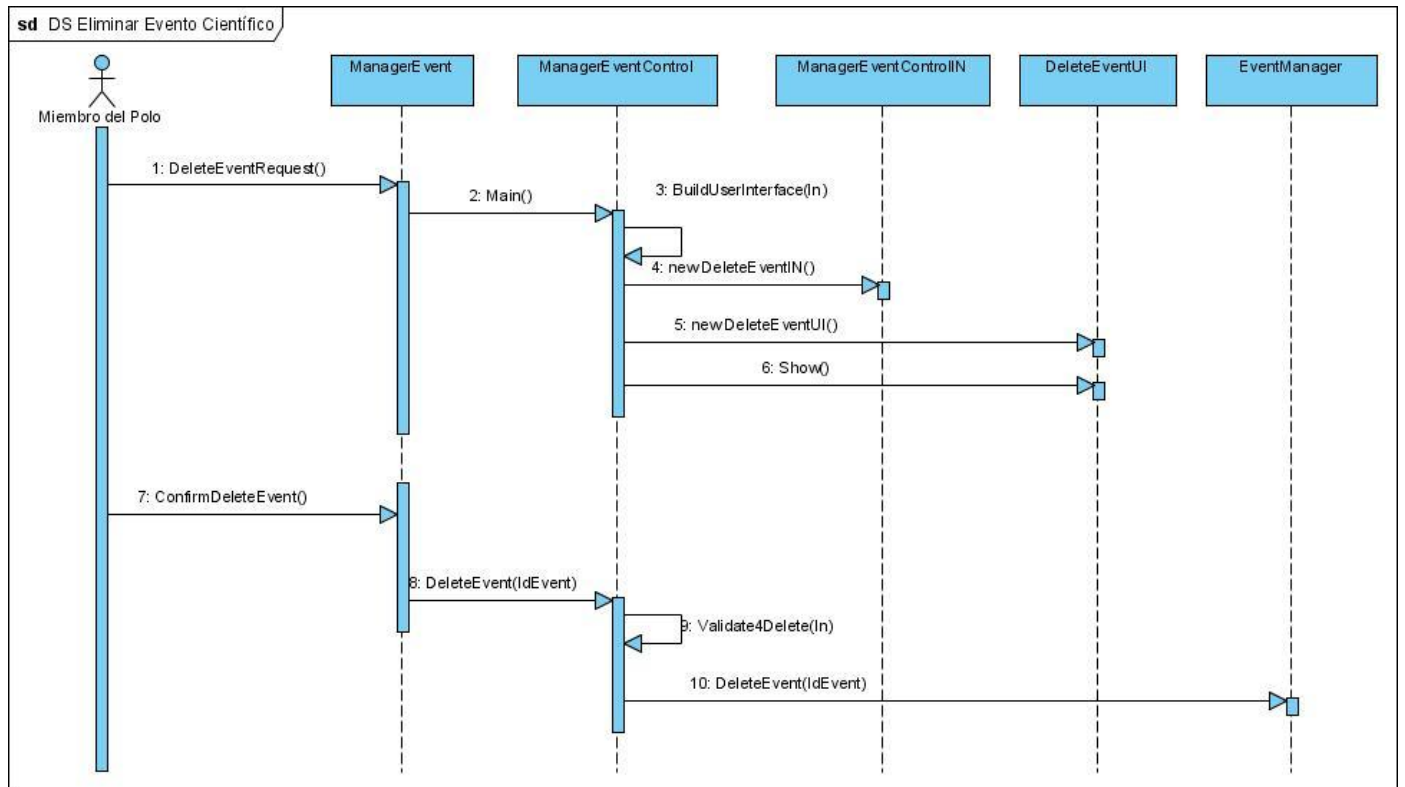 sd DS Eliminar Evento Científico
ManagerEvent
ManagerEventControl
ManagerEventControlIN
DeleteEventUI
EventManager
Miembro del Polo
1: DeleteEventRequest()
2: Main()
3: BuildUserInterface(In)
4: newDeleteEventIN()
5: newDeleteEventUI()
6: Show()
7: ConfirmDeleteEvent()
8: DeleteEvent(IdEvent)
9: Validate4Delete(In)
10: DeleteEvent(IdEvent)